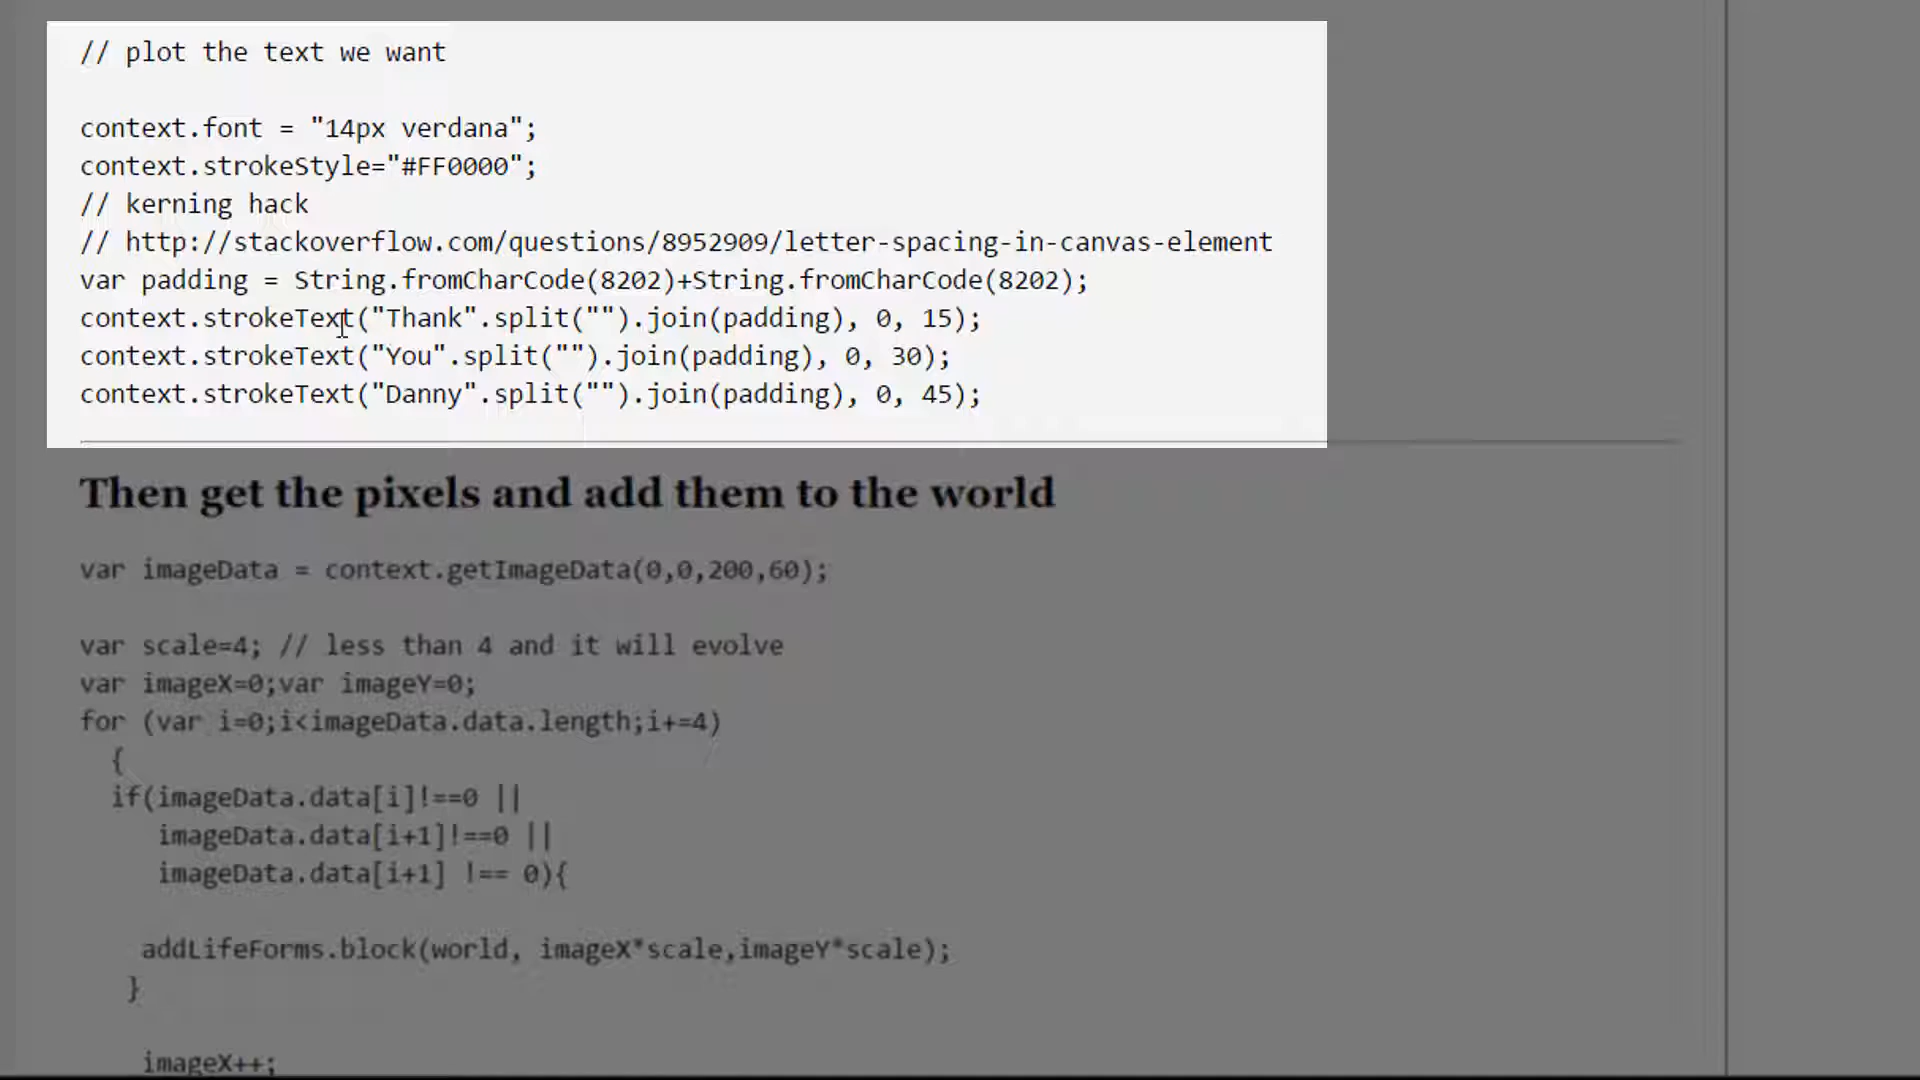 // plot the text we want
context.font = "14px verdana";
context.strokeStyle="#FF0000";
// kerning hack
// http://stackoverflow.com/questions/8952909/letter-spacing-in-canvas-element
var padding = String.fromCharCode(8202)+String.fromCharCode(8202);
context.strokeText("Thank".split("").join(padding), 0, 15);
context.strokeText("You".split("").join(padding), 0, 30);
context.strokeText("Danny".split("").join(padding), 0, 45);
Then get the pixels and add them to the world
var imageData = context.getImageData(0,0,200,60);
var scale=4; // less than 4 and it will evolve
var imageX=0;var imageY=0;
for (var i=0;i<imageData.data.length;i+=4)
{
if(imageData.data[i]!==0 ||
imageData.data[i+1]!==0 ||
imageData.data[i+1] !== 0){
addLifeForms.block(world, imageX*scale,imageY*scale);
}
imageX++;